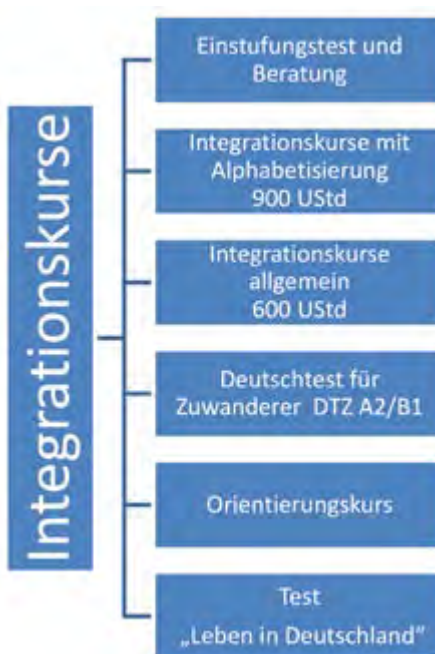 Integrationskurse
Einstufungstest und
Beratung
Integrationskurse mit
Alphabetisierung
900 UStd
Integrationskurse
allgemein
600 UStd
Deutschtest für
Zuwanderer DTZ A2/B1
Orientierungskurs
Test
„Leben in Deutschland“